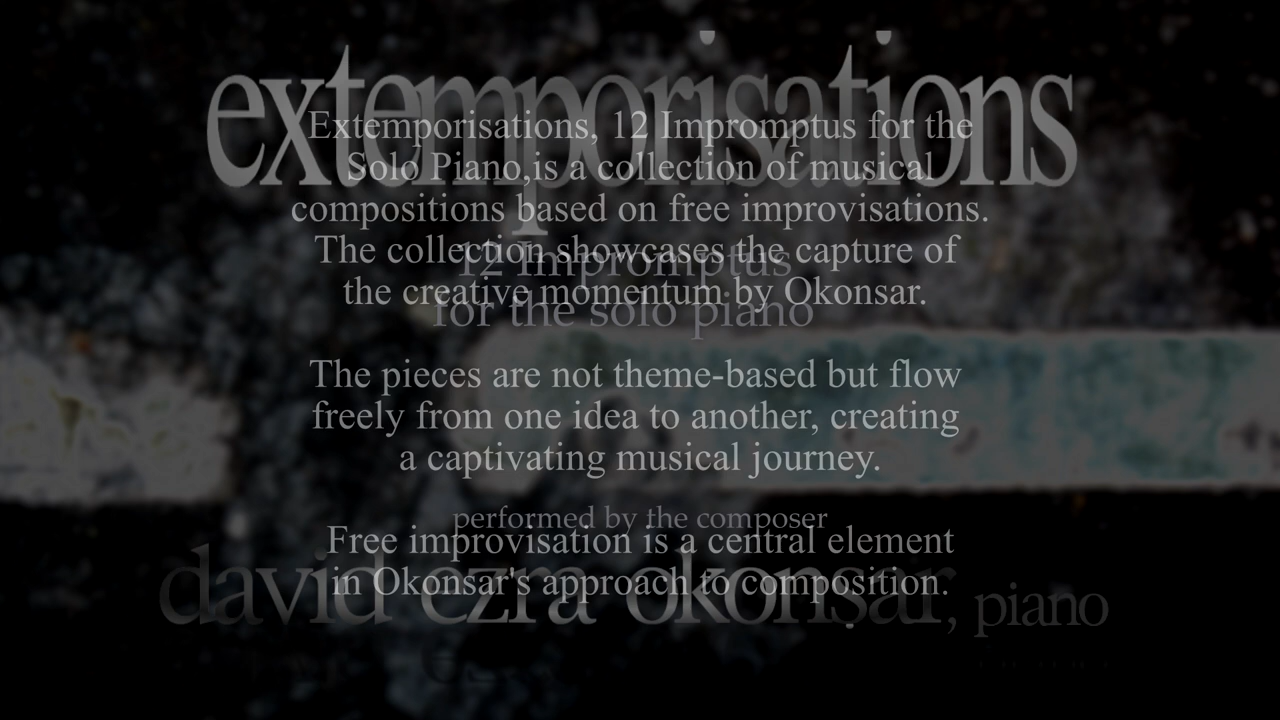 extemporisations
Extemporisations, 12 Impromptus for the
Solo Piano,is a collection of musical
compositions based on free improvisations.
The collection showcases the capture of
12 Impromptus
the creative momentum by Okonsar.
for the solo piano
The pieces are not theme-based but flow
freely from one idea to another, creating
a captivating musical journey.
performed by the composer
Free improvisation is a central element
in Okonsar's approach to composition.
david ezra okonsar, piano